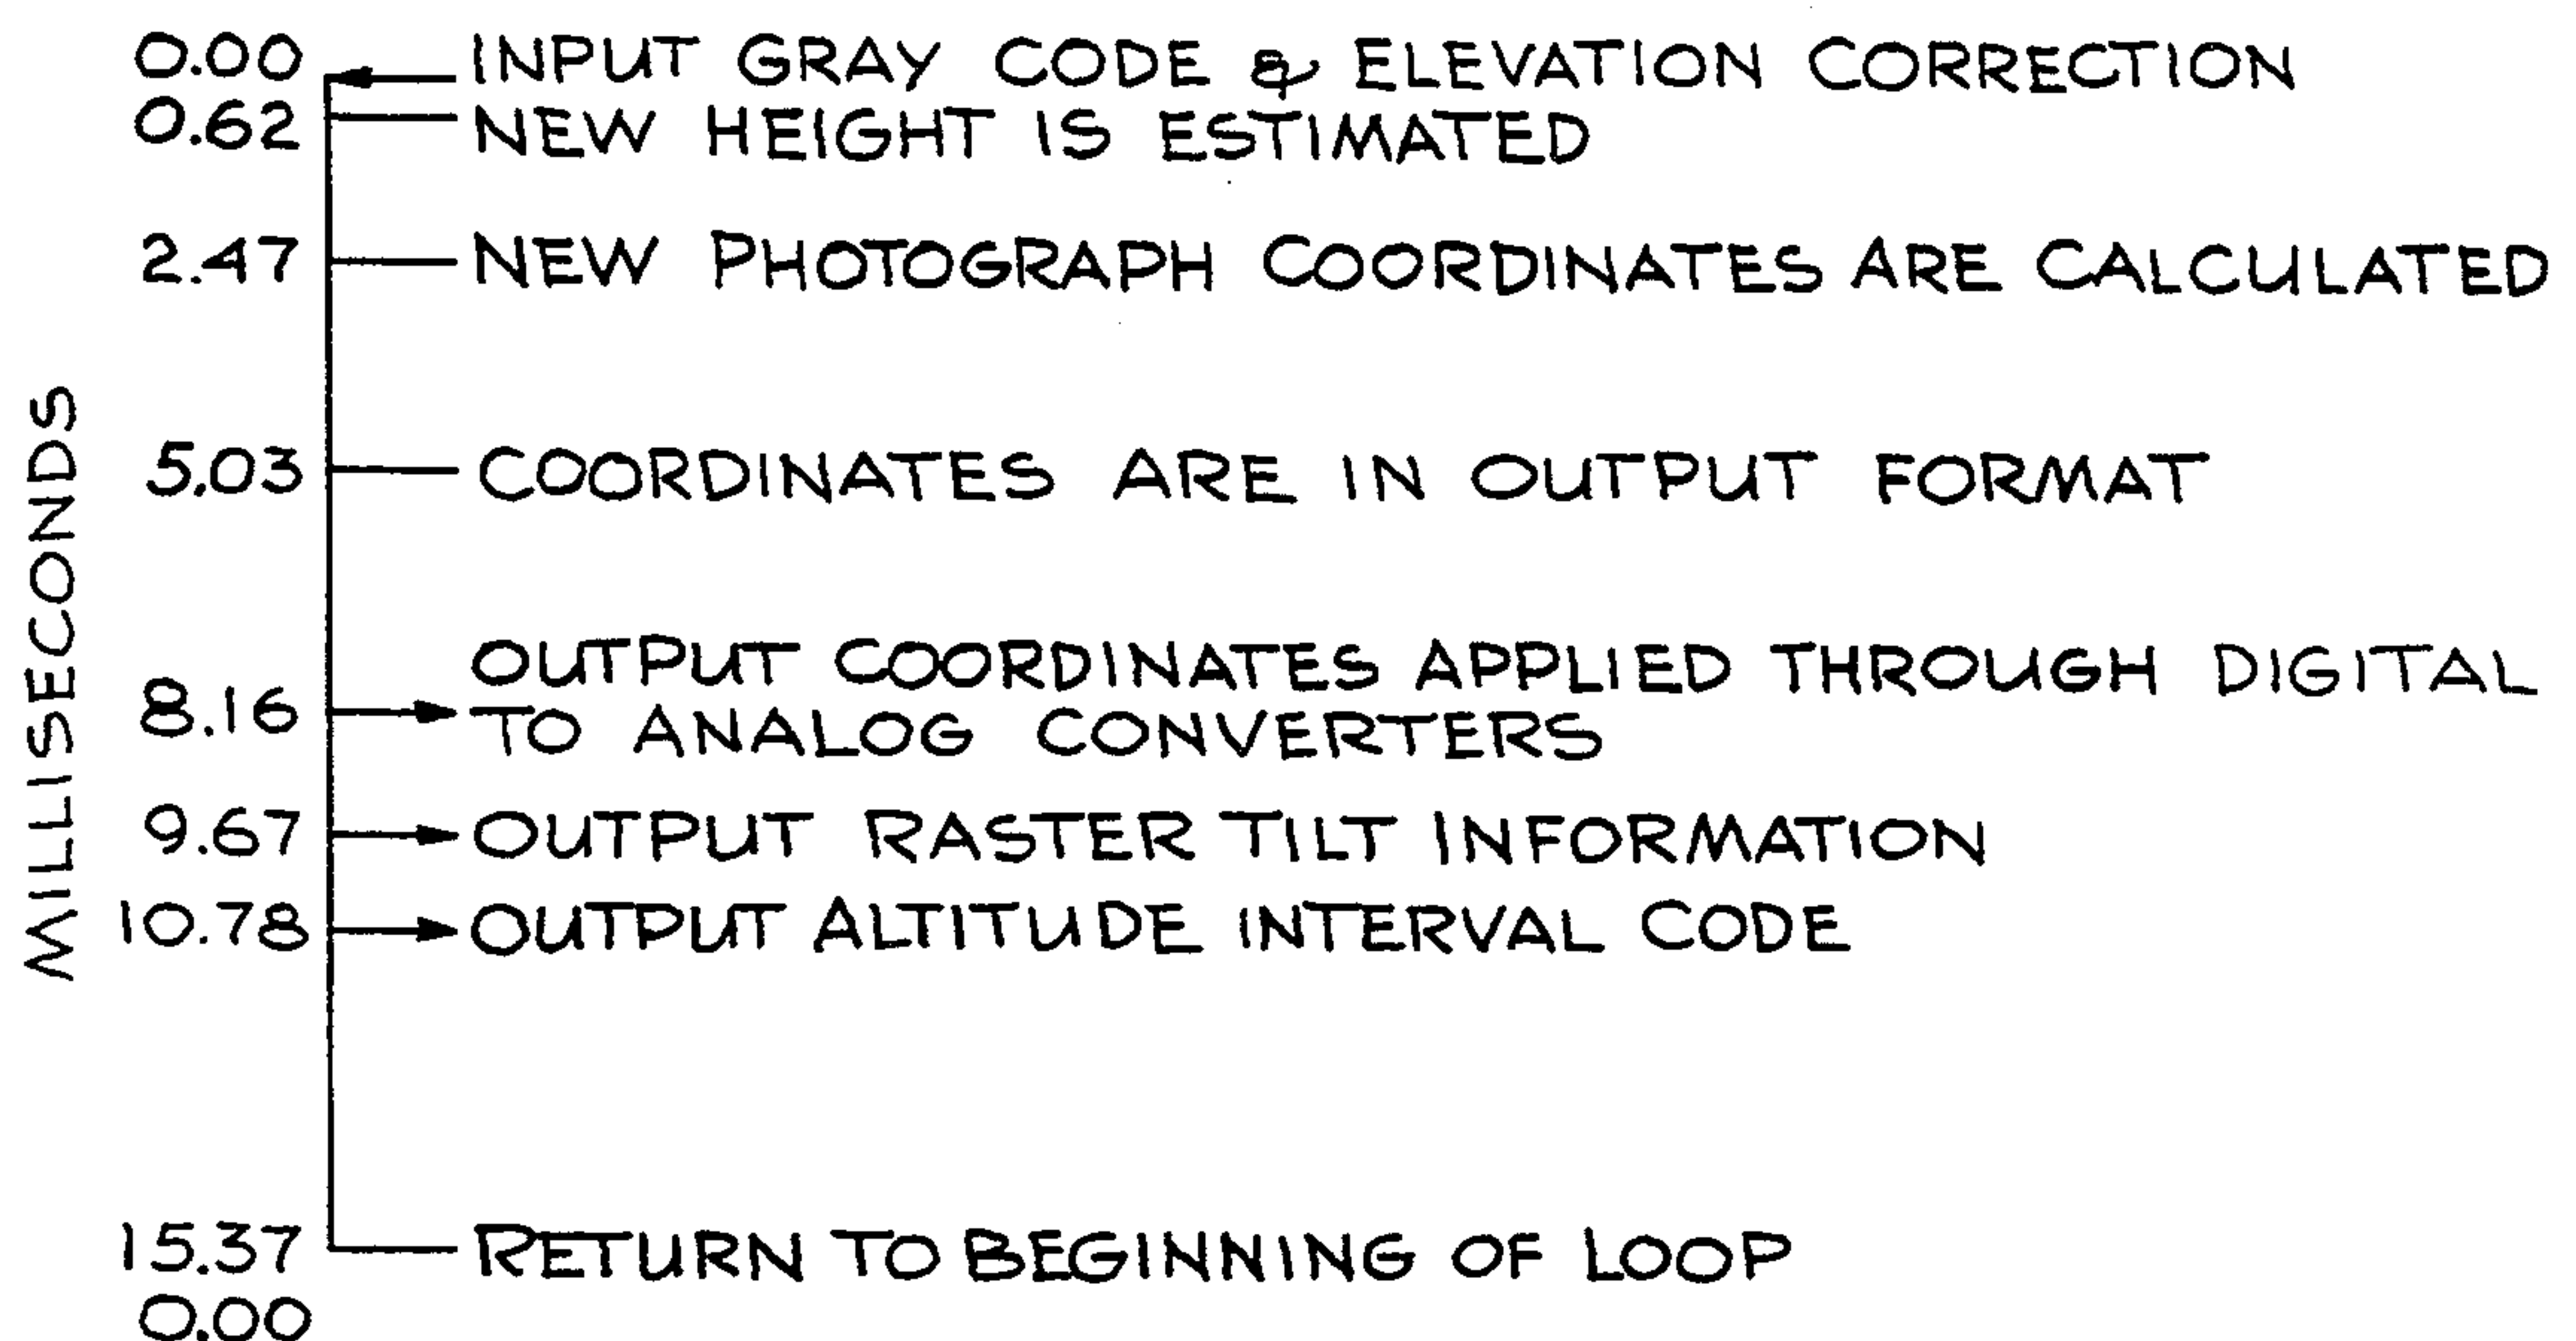 0.00 INPUT GRAY CODE & ELEVATION CORRECTION
0.62 NEW HEIGHT IS ESTIMATED
2.47 NEW PHOTOGRAPH COORDINATES ARE CALCULATED
MILLISECONDS
5.03 COORDINATES ARE IN OUTPUT FORMAT
OUTPUT COORDINATES APPLIED THROUGH DIGITAL
8.16 TO ANALOG CONVERTERS
9.67 OUTPUT RASTER TILT INFORMATION
10.78 OUTPUT ALTITUDE INTERVAL CODE
15.37 RETURN TO BEGINNING OF LOOP
0.00